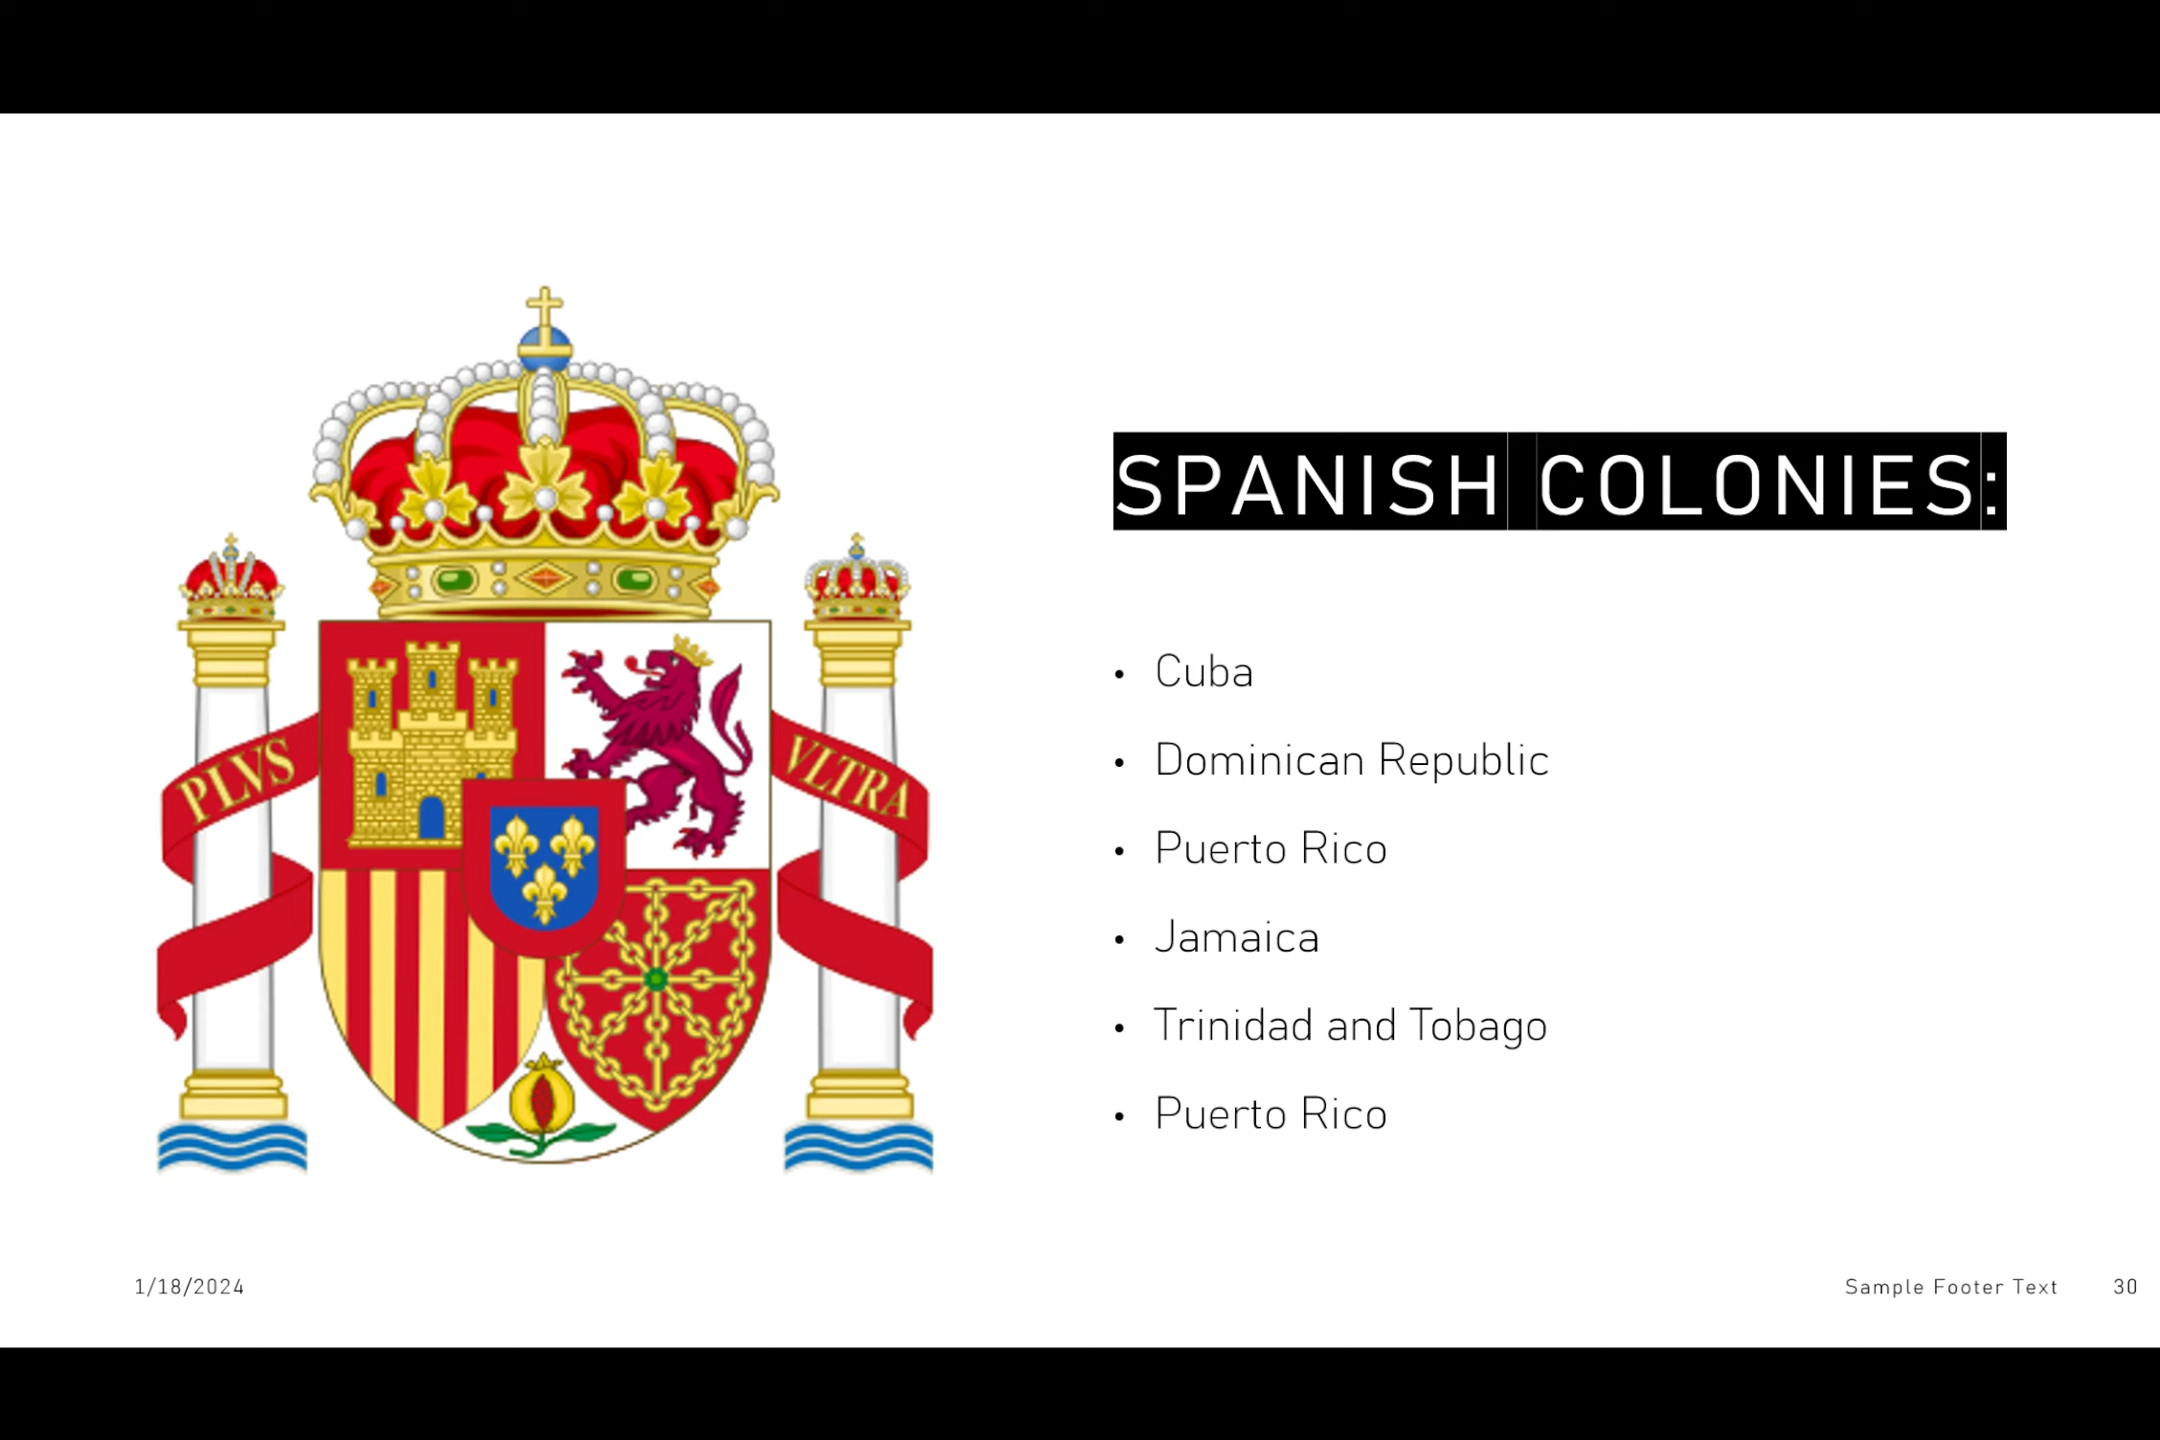 SPANISH COLONIES:
PLVS
VLTRA
• Cuba
• Dominican Republic
• Puerto Rico
• Jamaica
• Trinidad and Tobago
• Puerto Rico
1/18/2024
Sample Footer Text
30